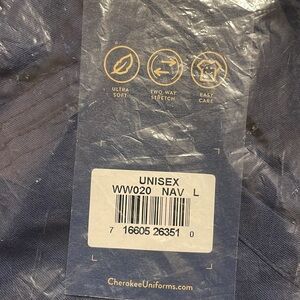 ULTRA SOFT
TWO WAY STRETCH
EASY CARE
UNISEX
WW020 NAV L
7 16605 26351 0
CherokeeUniforms.com